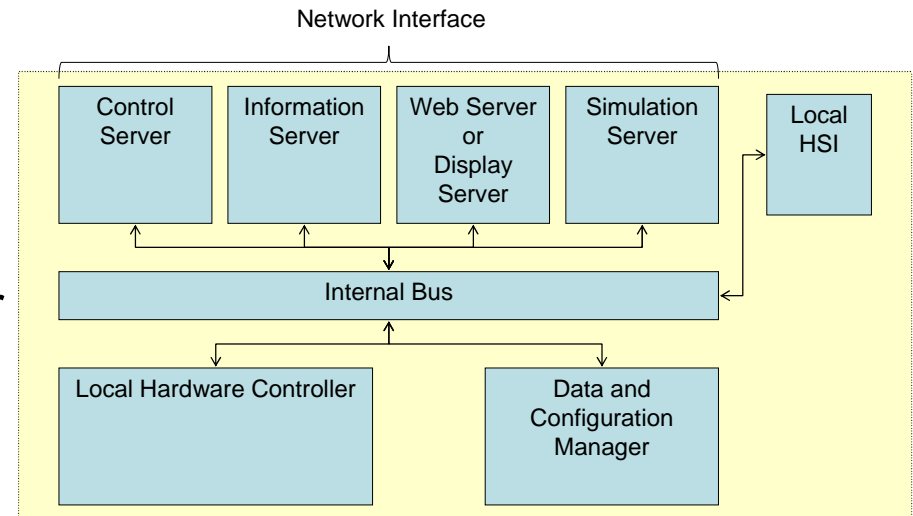 Network Interface
Control
Server
Information
Server
Web Server
or
Display
Server
Simulation
Server
Local
HSI
Internal Bus
Local Hardware Controller
Data and
Configuration
Manager